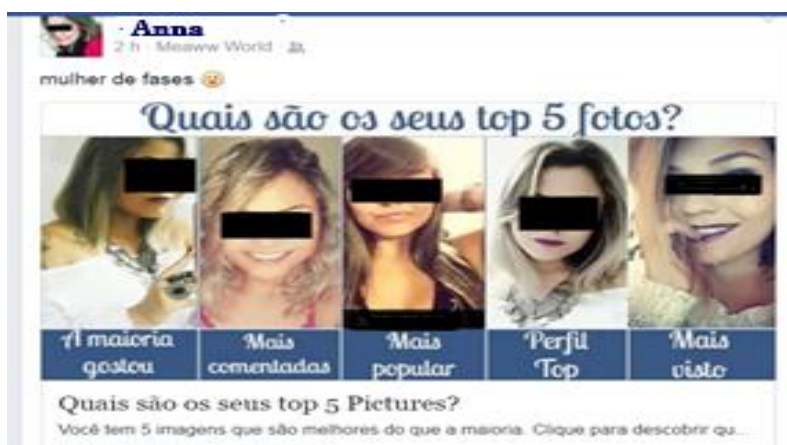 · Anna
2 h · Meaww World ·
mulher de fases
Quais são os seus top 5 fotos?
A maioria gostou
Mais comentadas
Mais popular
Perfil Top
Mais visto
Quais são os seus top 5 Pictures?
Você tem 5 imagens que são melhores do que a maioria. Clique para descobrir qu...